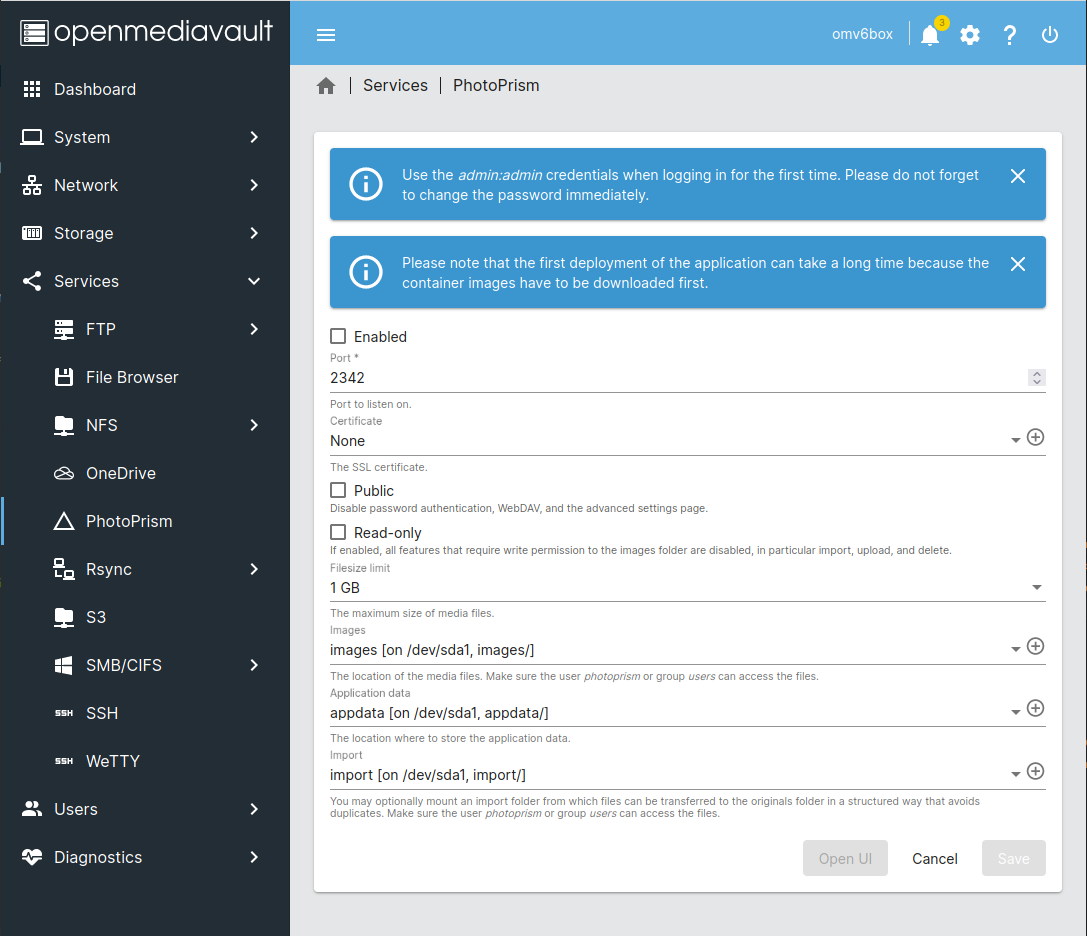 openmediavault
omv6box
3
Dashboard
System
Network
Storage
Services
FTP
File Browser
NFS
OneDrive
PhotoPrism
Rsync
S3
SMB/CIFS
SSH SSH
SSH WeTTY
Users
Diagnostics
Services | PhotoPrism
Use the admin:admin credentials when logging in for the first time. Please do not forget
to change the password immediately.
Please note that the first deployment of the application can take a long time because the
container images have to be downloaded first.
Enabled
Port *
2342
Port to listen on.
Certificate
None
The SSL certificate.
Public
Disable password authentication, WebDAV, and the advanced settings page.
Read-only
If enabled, all features that require write permission to the images folder are disabled, in particular import, upload, and delete.
Filesize limit
1 GB
The maximum size of media files.
Images
images [on /dev/sda1, images/]
The location of the media files. Make sure the user photoprism or group users can access the files.
Application data
appdata [on /dev/sda1, appdata/]
The location where to store the application data.
Import
import [on /dev/sda1, import/]
You may optionally mount an import folder from which files can be transferred to the originals folder in a structured way that avoids
duplicates. Make sure the user photoprism or group users can access the files.
Open UI Cancel Save